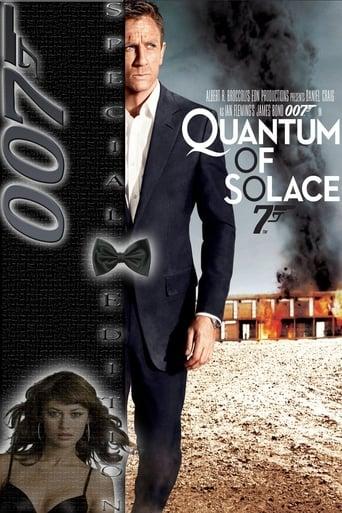 007
SPECIAL EDITION
ALBERT R. BROCCOLI'S EON PRODUCTIONS PRESENTS DANIEL CRAIG
AS IAN FLEMING'S JAMES BOND 007 IN
QUANTUM
OF
SOLACE
7